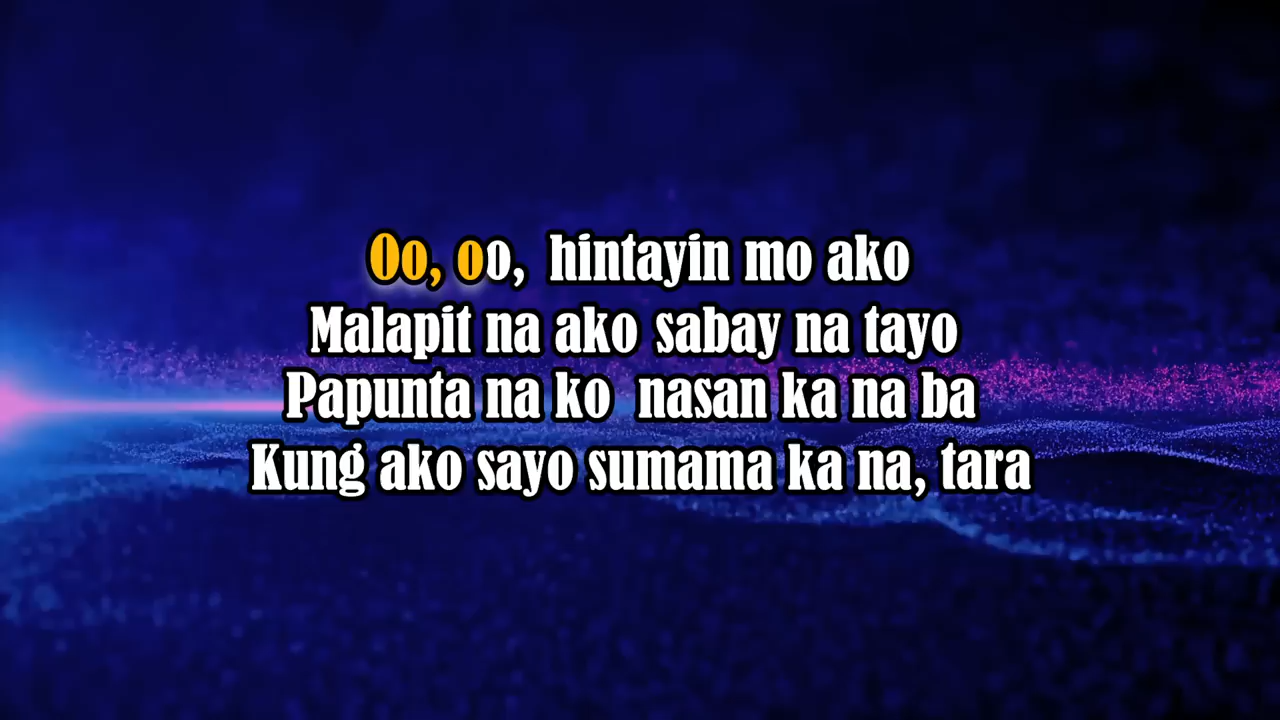 Oo, oo, hintayin mo ako
Malapit na ako sabay na tayo
Papunta na ko nasan ka na ba
Kung ako sayo sumama ka na, tara